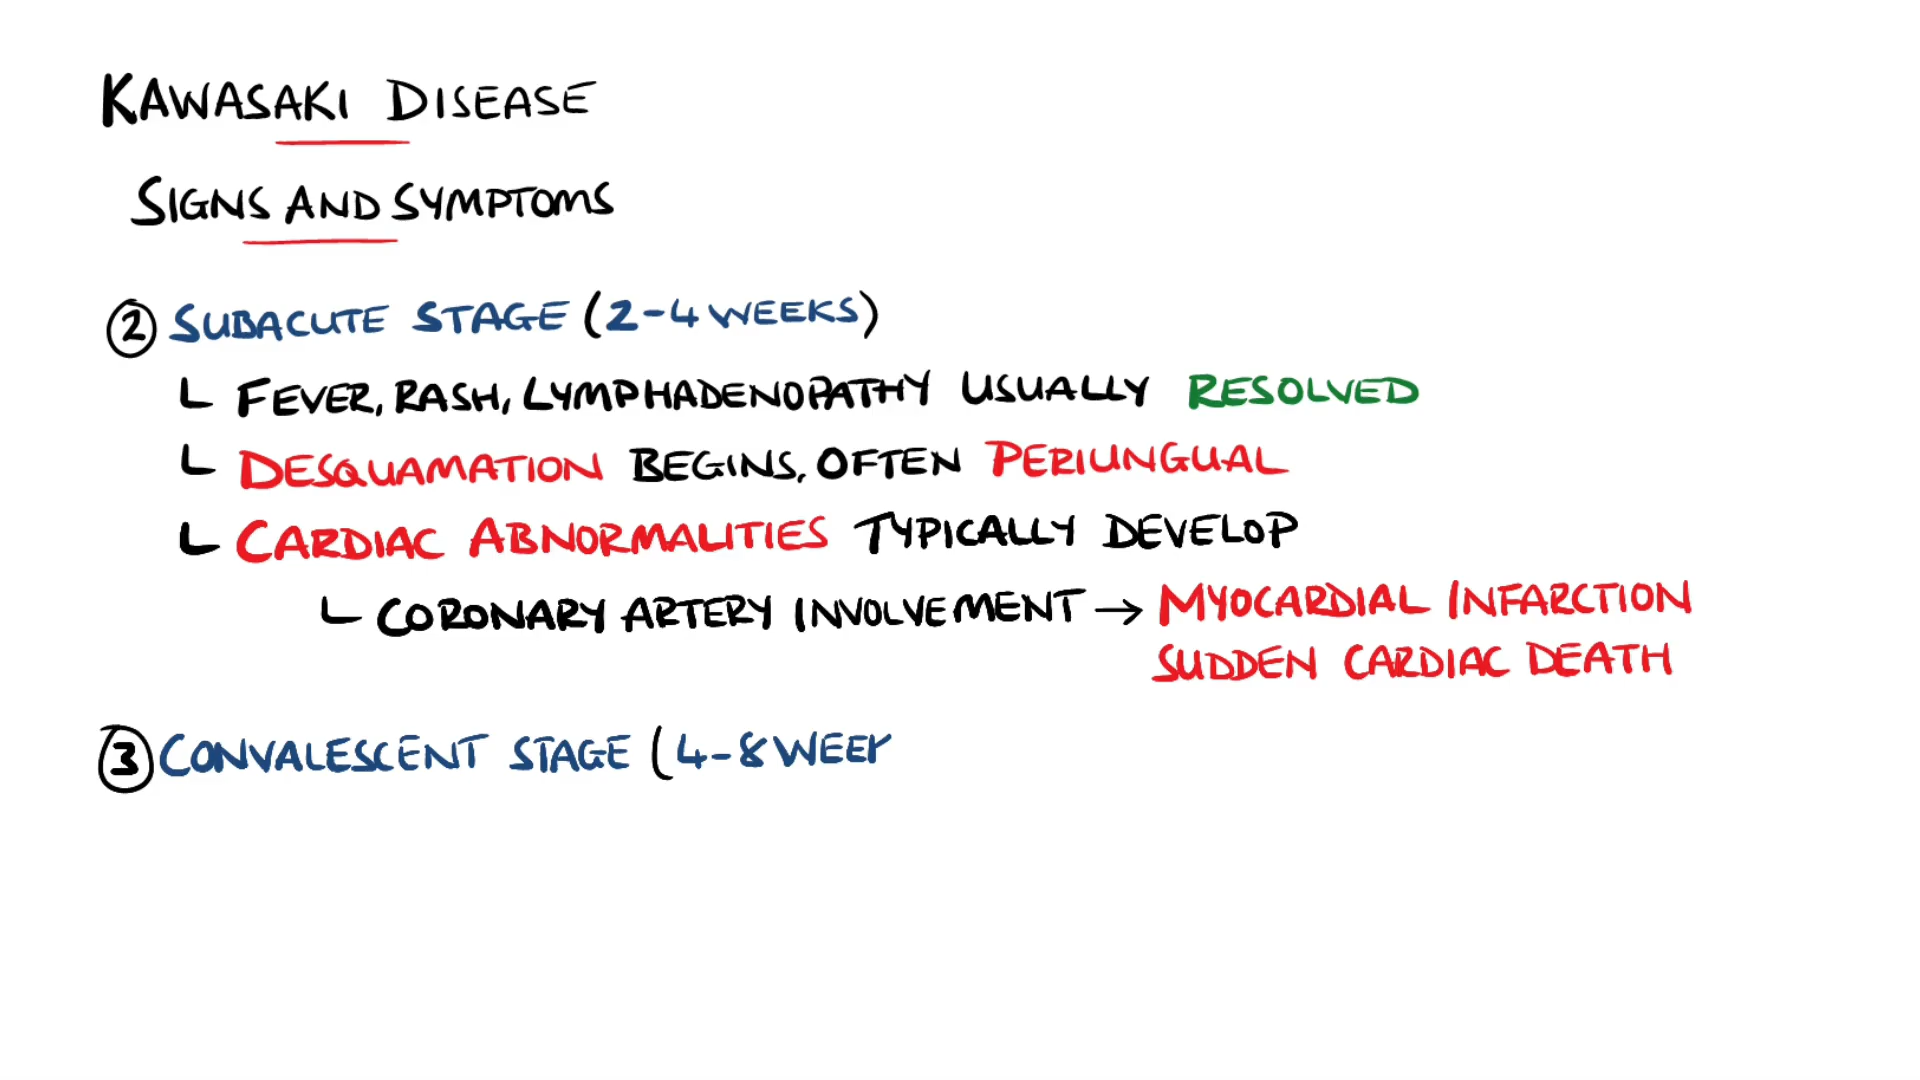 KAWASAKI DISEASE
SIGNS AND SYMPTOMS
2 SUBACUTE STAGE (2-4 WEEKS)
FEVER, RASH, LYMPHADENOPATHY USUALLY RESOLVED
DESQUAMATION BEGINS, OFTEN PERIUNGUAL
CARDIAC ABNORMALITIES TYPICALLY DEVELOP
CORONARY ARTERY INVOLVEMENT → MYOCARDIAL INFARCTION
SUDDEN CARDIAC DEATH
3 CONVALESCENT STAGE (4-8 WEEK